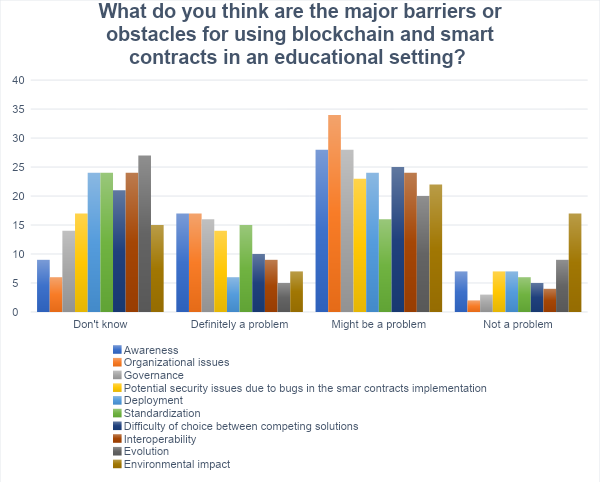 What do you think are the major barriers or
obstacles for using blockchain and smart
contracts in an educational setting?
40
35
30
25
20
15
10
5
0
Don't know
Definitely a problem
Might be a problem
Not a problem
Awareness
Organizational issues
Governance
Potential security issues due to bugs in the smar contracts implementation
Deployment
Standardization
Difficulty of choice between competing solutions
Interoperability
Evolution
Environmental impact